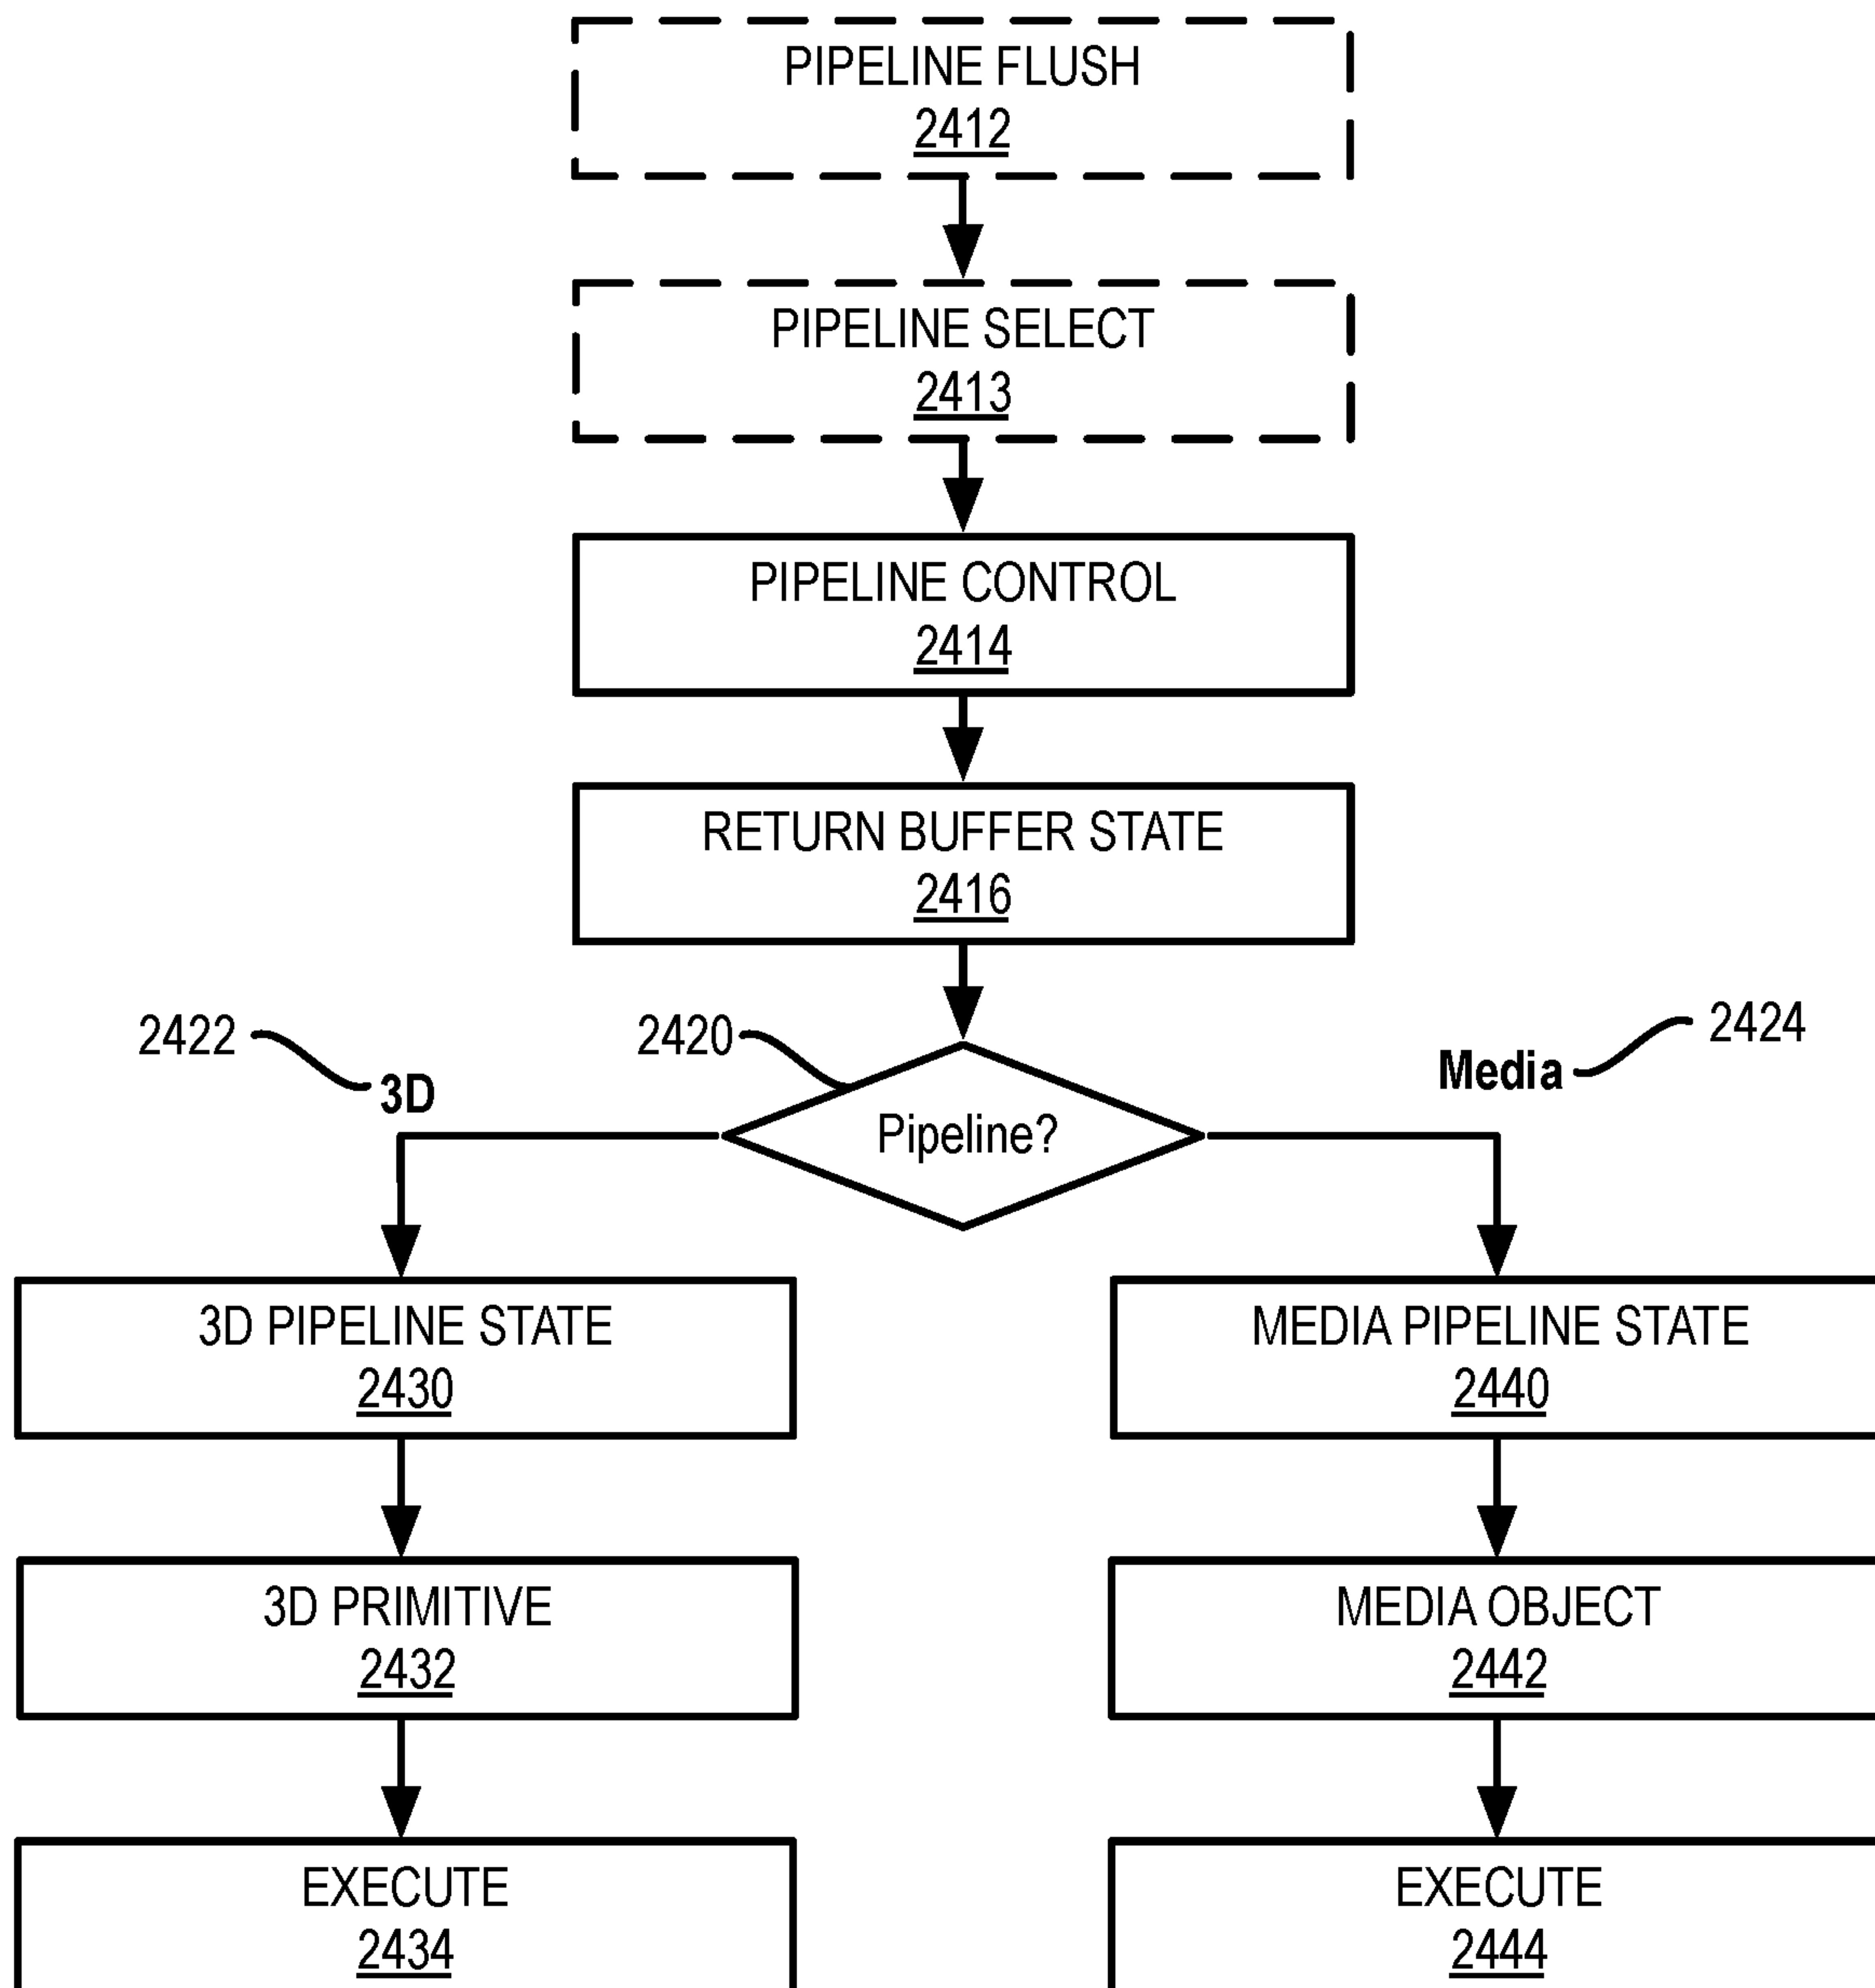 PIPELINE FLUSH
2412
PIPELINE SELECT
2413
PIPELINE CONTROL
2414
RETURN BUFFER STATE
2416
2422
3D
2420
Pipeline?
Media
2424
3D PIPELINE STATE
2430
MEDIA PIPELINE STATE
2440
3D PRIMITIVE
2432
MEDIA OBJECT
2442
EXECUTE
2434
EXECUTE
2444